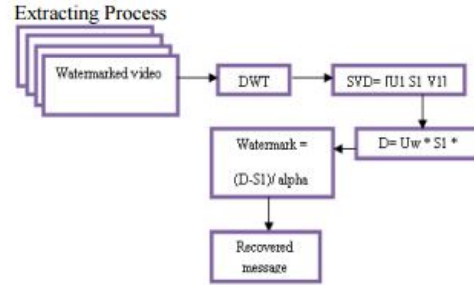 Extracting Process
Watermarked video
DWT
SVD= [U1 S1 V1]
D= Uw * S1 *
Watermark =
(D-S1)/ alpha
Recovered
message